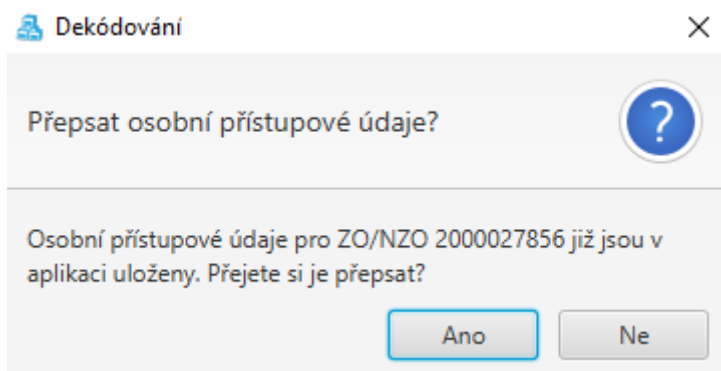 Dekódování
Přepsat osobní přístupové údaje?
?
Osobní přístupové údaje pro ZO/NZO 2000027856 již jsou v
aplikaci uloženy. Přejete si je přepsat?
Ano
Ne